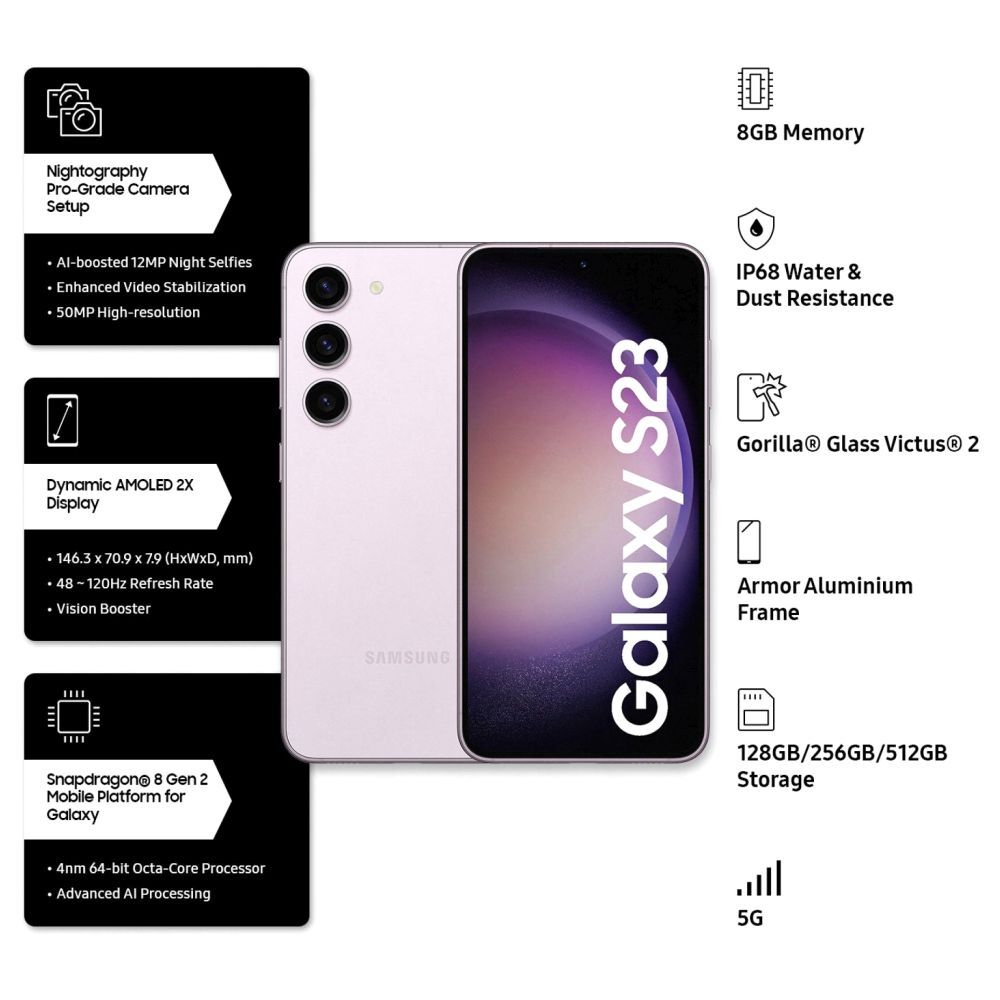 Nightography
Pro-Grade Camera
Setup
• AI-boosted 12MP Night Selfies
• Enhanced Video Stabilization
• 50MP High-resolution
Dynamic AMOLED 2X
Display
• 146.3 x 70.9 x 7.9 (HxWxD, mm)
• 48 ~ 120Hz Refresh Rate
• Vision Booster
Snapdragon® 8 Gen 2
Mobile Platform for
Galaxy
• 4nm 64-bit Octa-Core Processor
• Advanced AI Processing
SAMSUNG
Galaxy S23
8GB Memory
IP68 Water &
Dust Resistance
Gorilla® Glass Victus® 2
Armor Aluminium
Frame
128GB/256GB/512GB
Storage
5G